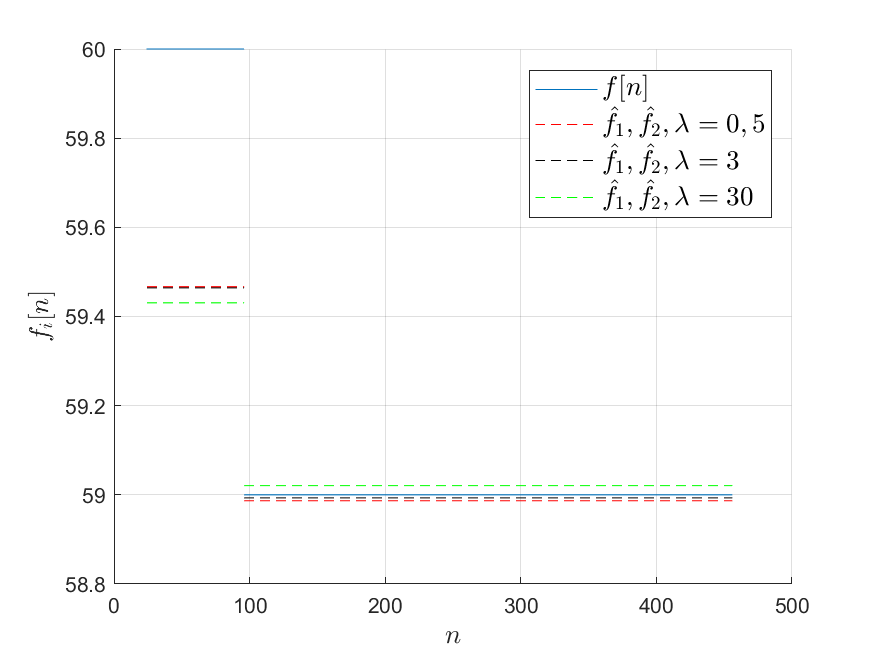 60
59.8
59.6
59.4
59.2
59
58.8
0 100 200 300 400 500
n
f_i[n]
f[n]
f̂_1, f̂_2, λ = 0, 5
f̂_1, f̂_2, λ = 3
f̂_1, f̂_2, λ = 30